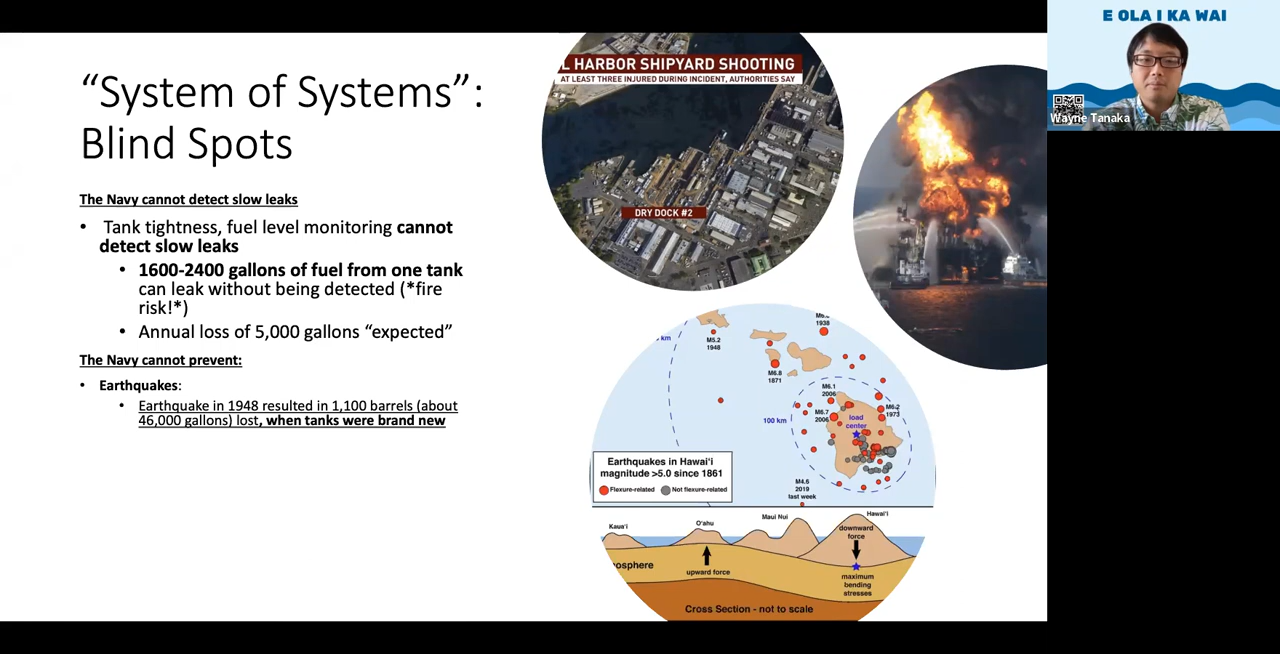 “System of Systems”:
Blind Spots
The Navy cannot detect slow leaks
• Tank tightness, fuel level monitoring cannot
detect slow leaks
• 1600-2400 gallons of fuel from one tank
can leak without being detected (*fire
risk!*)
• Annual loss of 5,000 gallons “expected”
The Navy cannot prevent:
• Earthquakes:
• Earthquake in 1948 resulted in 1,100 barrels (about
46,000 gallons) lost, when tanks were brand new
L HARBOR SHIPYARD SHOOTING
AT LEAST THREE INJURED DURING INCIDENT, AUTHORITIES SAY
DRY DOCK #2
km
M5.2
1948
1938
M6.8
1871
M6.1
2006
M6.7
2006
M6.2
1973
100 km
load
center
Earthquakes in Hawai‘i
magnitude >5.0 since 1861
Flexure-related
Not flexure-related
M4.6
2019
last week
Kaua‘i
O‘ahu
Maui Nui
Hawai‘i
downward
force
osphere
upward force
maximum
bending
stresses
Cross Section - not to scale
E OLA I KA WAI
Wayne Tanaka